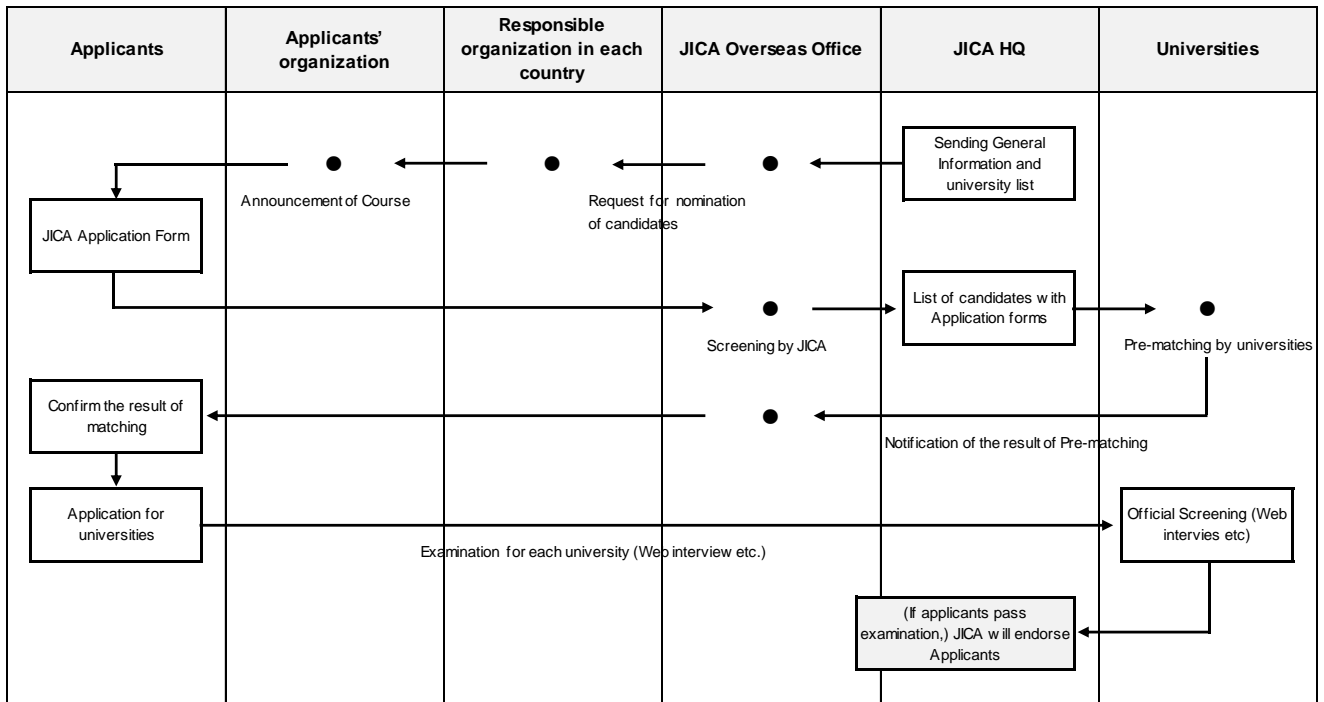 Applicants
Applicants'
organization
Responsible
organization in each
country
JICA Overseas Office
JICA HQ
Universities
Sending General
Information and
university list
Announcement of Course
Request for nomination
of candidates
JICA Application Form
List of candidates with
Application forms
Screening by JICA
Pre-matching by universities
Confirm the result of
matching
Notification of the result of Pre-matching
Application for
universities
Official Screening (Web
intervies etc)
Examination for each university (Web interview etc.)
(If applicants pass
examination,) JICA will endorse
Applicants